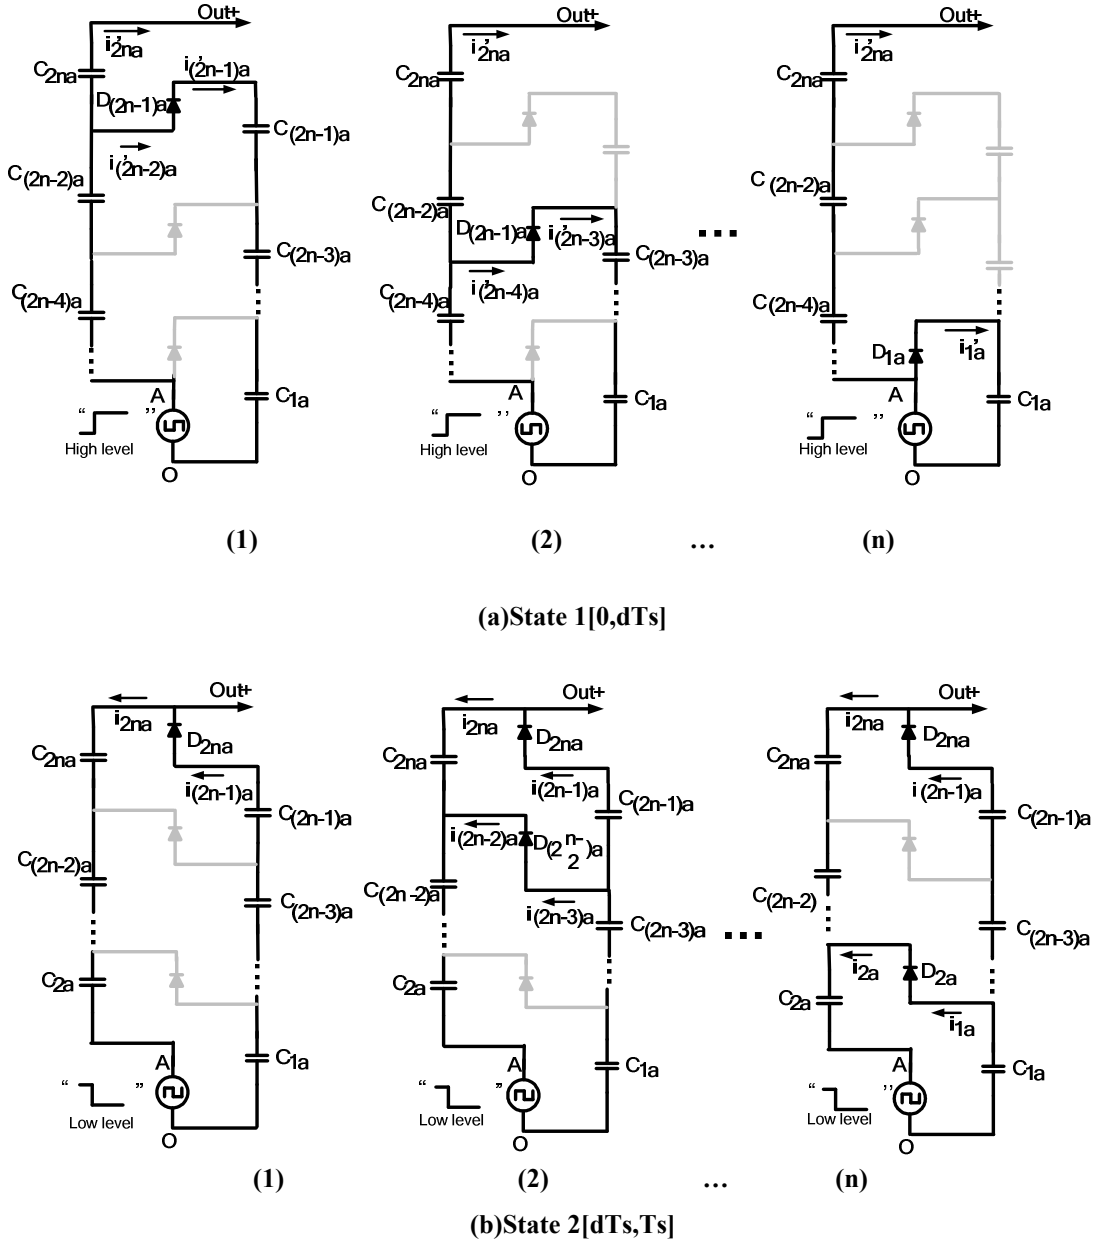 Out+
i'2na
C2na
i'(2n-1)a
D(2n-1)a
C(2n-1)a
i'(2n-2)a
C(2n-2)a
C(2n-3)a
C(2n-4)a
A
C1a
“ ”
High level
O
(1)
Out+
i'2na
C2na
C(2n-2)a
D(2n-1)a
i'(2n-3)a
C(2n-3)a
i'(2n-4)a
C(2n-4)a
A
C1a
“ ’’
High level
O
(2)
...
...
Out+
i'2na
C2na
C (2n-2)a
C(2n-4)a
D1a
i'1a
A
C1a
“ ’’
High level
O
(n)
(a)State 1[0,dTs]
Out+
i2na
C2na
D2na
i(2n-1)a
C(2n-1)a
C(2n-2)a
C(2n-3)a
C2a
A
C1a
“ ”
Low level
O
(1)
Out+
i2na
C2na
D2na
i(2n-1)a
C(2n-1)a
i(2n-2)a
D(2n-2)a
C(2n-2)a
i(2n-3)a
C(2n-3)a
C2a
A
C1a
“ ”
Low level
O
(2)
...
...
Out+
i2na
C2na
D2na
i(2n-1)a
C(2n-1)a
C(2n-2)
C(2n-3)a
i2a
D2a
C2a
i1a
A
C1a
“ ’’
Low level
O
(n)
(b)State 2[dTs,Ts]